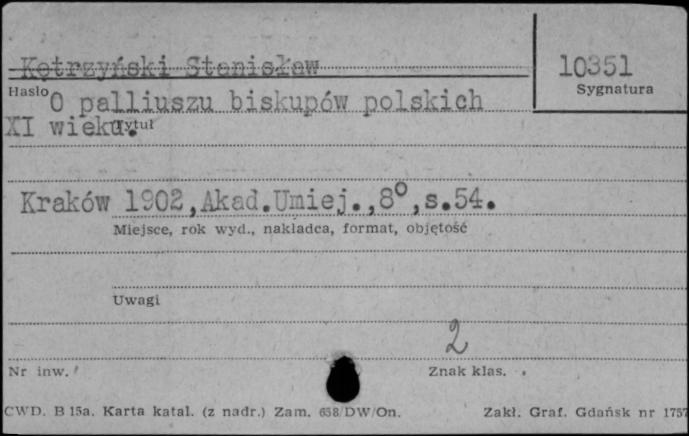 Kętrzyński Stanisław
10351
Hasło
Sygnatura
O palliuszu biskupów polskich
XI wieku.
Tytuł
Kraków 1902,Akad.Umiej.,8°,s.54.
Miejsce, rok wyd., nakładca, format, objętość
Uwagi
2
Nr inw.
Znak klas.
CWD. B 15a. Karta katal. (z nadr.) Zam. 658/DW/On.
Zakł. Graf. Gdańsk nr 1757